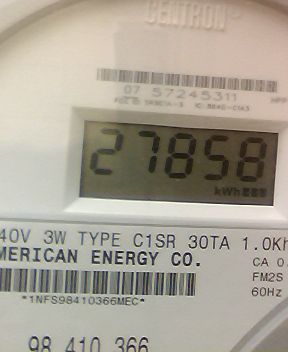 CENTRON®
07 57245311
27858
kWh
40V 3W TYPE C1SR 30TA 1.0Kh
MERICAN ENERGY CO.
CA 0.
FM2S
60Hz
*1NFS98410366MEC*
98 410 366